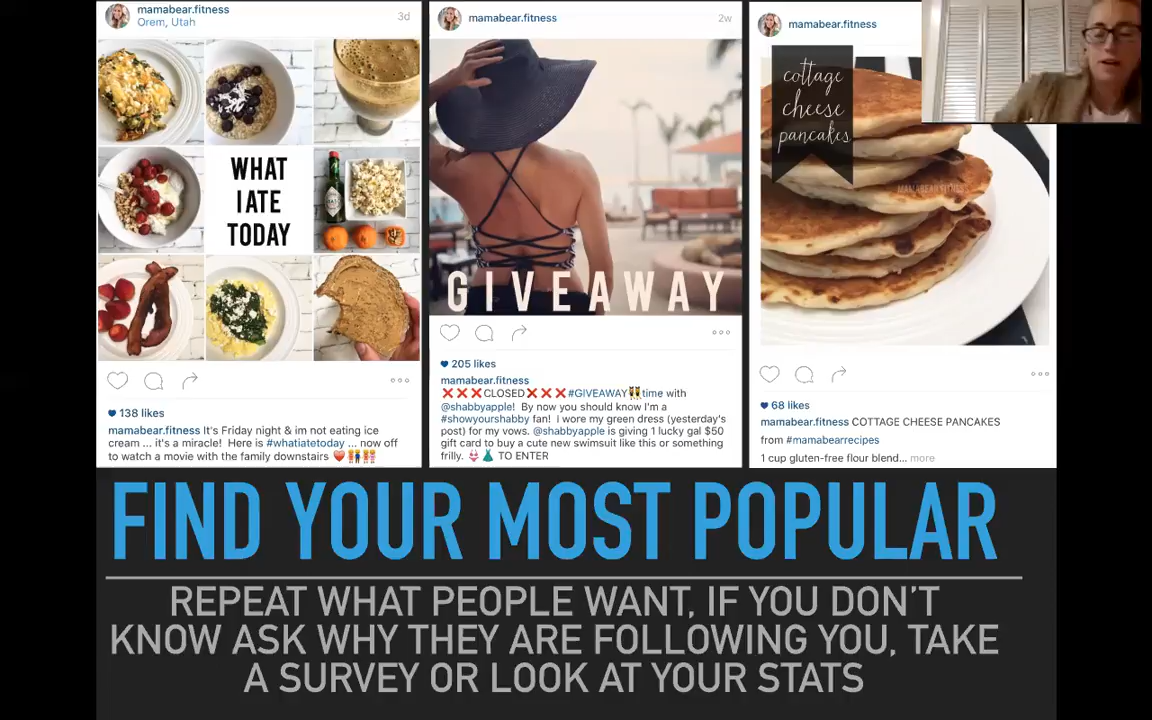 mamabear.fitness
Orem, Utah
3d
WHAT
I ATE
TODAY
138 likes
mamabear.fitness It's Friday night & im not eating ice
cream ... it's a miracle! Here is #whatiatetoday ... now off
to watch a movie with the family downstairs
mamabear.fitness
2w
GIVEAWAY
205 likes
mamabear.fitness
❌❌❌CLOSED❌❌❌#GIVEAWAY👯time with
@shabbyapple! By now you should know I'm a
#showyourshabby fan! I wore my green dress (yesterday's
post) for my vows. @shabbyapple is giving 1 lucky gal $50
gift card to buy a cute new swimsuit like this or something
frilly. 👙👗 TO ENTER
mamabear.fitness
cottage
cheese
pancakes
MAMABEARFITNESS
68 likes
mamabear.fitness COTTAGE CHEESE PANCAKES
from #mamabearrecipes
1 cup gluten-free flour blend... more
FIND YOUR MOST POPULAR
REPEAT WHAT PEOPLE WANT, IF YOU DON'T
KNOW ASK WHY THEY ARE FOLLOWING YOU, TAKE
A SURVEY OR LOOK AT YOUR STATS